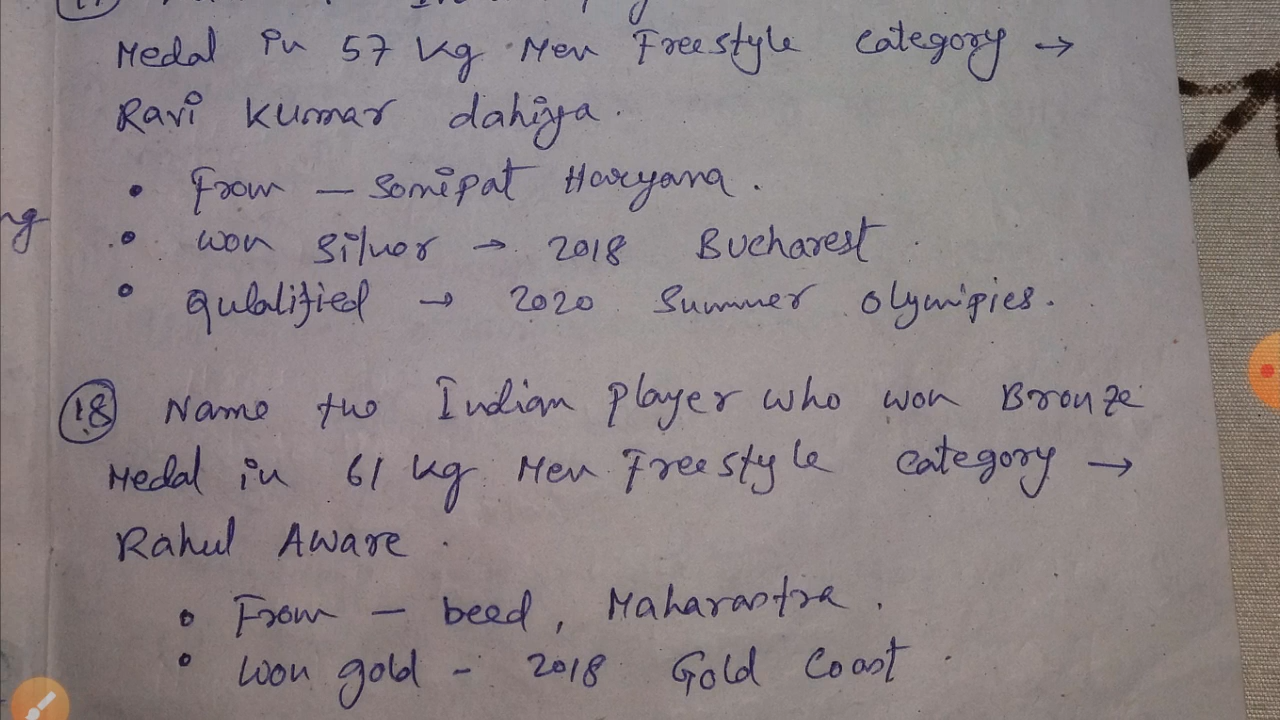 Medal in 57 kg Men Freestyle Category →
Ravi Kumar dahiya.
• From — Sonipat Haryana.
ng
• won Silver → 2018 Bucharest
• qulalified → 2020 Summer Olympics.
18 Name the Indian player who won Bronze
Medal in 61 kg Men Freestyle Category →
Rahul Aware.
• From — beed, Maharastra.
• Won gold - 2018 Gold Coast.